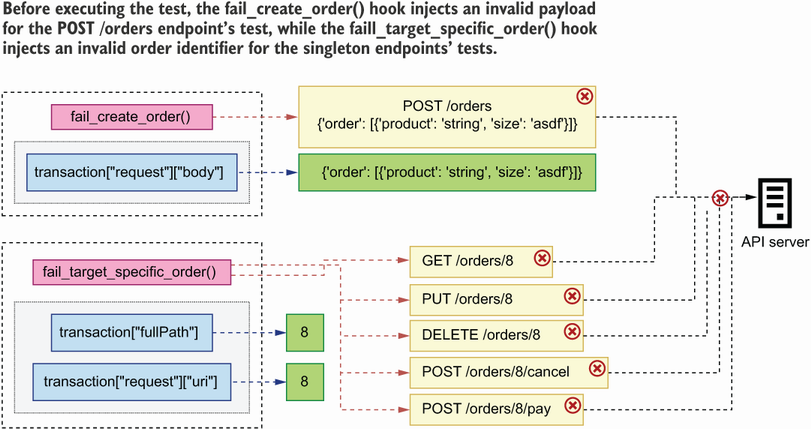 Before executing the test, the fail_create_order() hook injects an invalid payload
for the POST /orders endpoint's test, while the faill_target_specific_order() hook
injects an invalid order identifier for the singleton endpoints' tests.
fail_create_order()
POST /orders
{'order': [{'product': 'string', 'size': 'asdf'}]}
transaction["request"]["body"]
{'order': [{'product': 'string', 'size': 'asdf'}]}
API server
fail_target_specific_order()
GET /orders/8
PUT /orders/8
transaction["fullPath"]
8
DELETE /orders/8
transaction["request"]["uri"]
8
POST /orders/8/cancel
POST /orders/8/pay